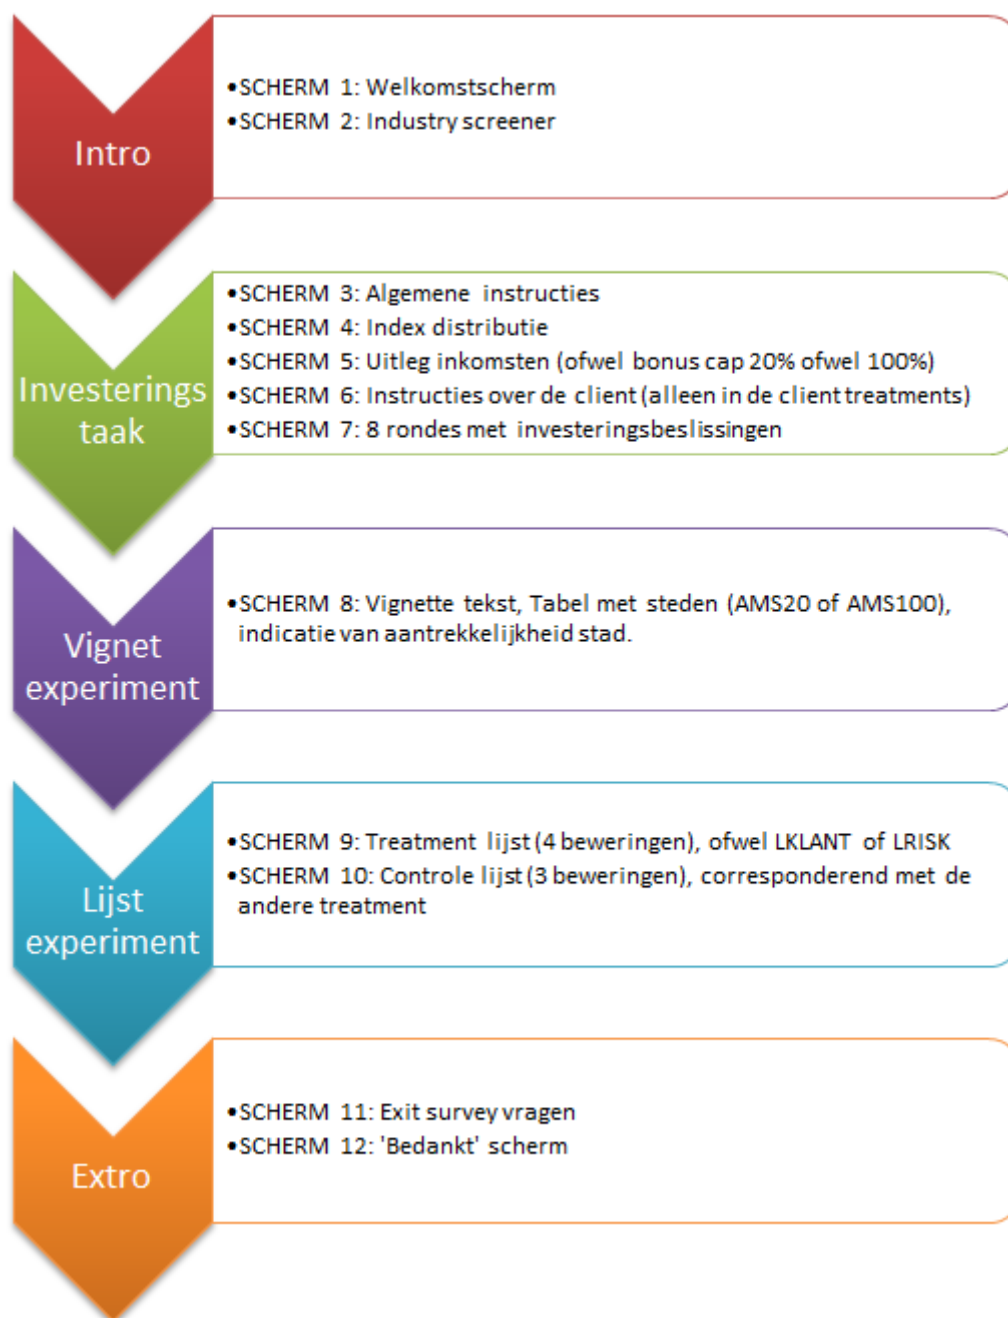 Intro
•SCHERM 1: Welkomstscherm
•SCHERM 2: Industry screener
Investerings
taak
•SCHERM 3: Algemene instructies
•SCHERM 4: Index distributie
•SCHERM 5: Uitleg inkomsten (ofwel bonus cap 20% ofwel 100%)
•SCHERM 6: Instructies over de client (alleen in de client treatments)
•SCHERM 7: 8 rondes met investeringsbeslissingen
Vignet
experiment
•SCHERM 8: Vignette tekst, Tabel met steden (AMS20 of AMS100),
indicatie van aantrekkelijkheid stad.
Lijst
experiment
•SCHERM 9: Treatment lijst (4 beweringen), ofwel LKLANT of LRISK
•SCHERM 10: Controle lijst (3 beweringen), corresponderend met de
andere treatment
Extro
•SCHERM 11: Exit survey vragen
•SCHERM 12: 'Bedankt' scherm